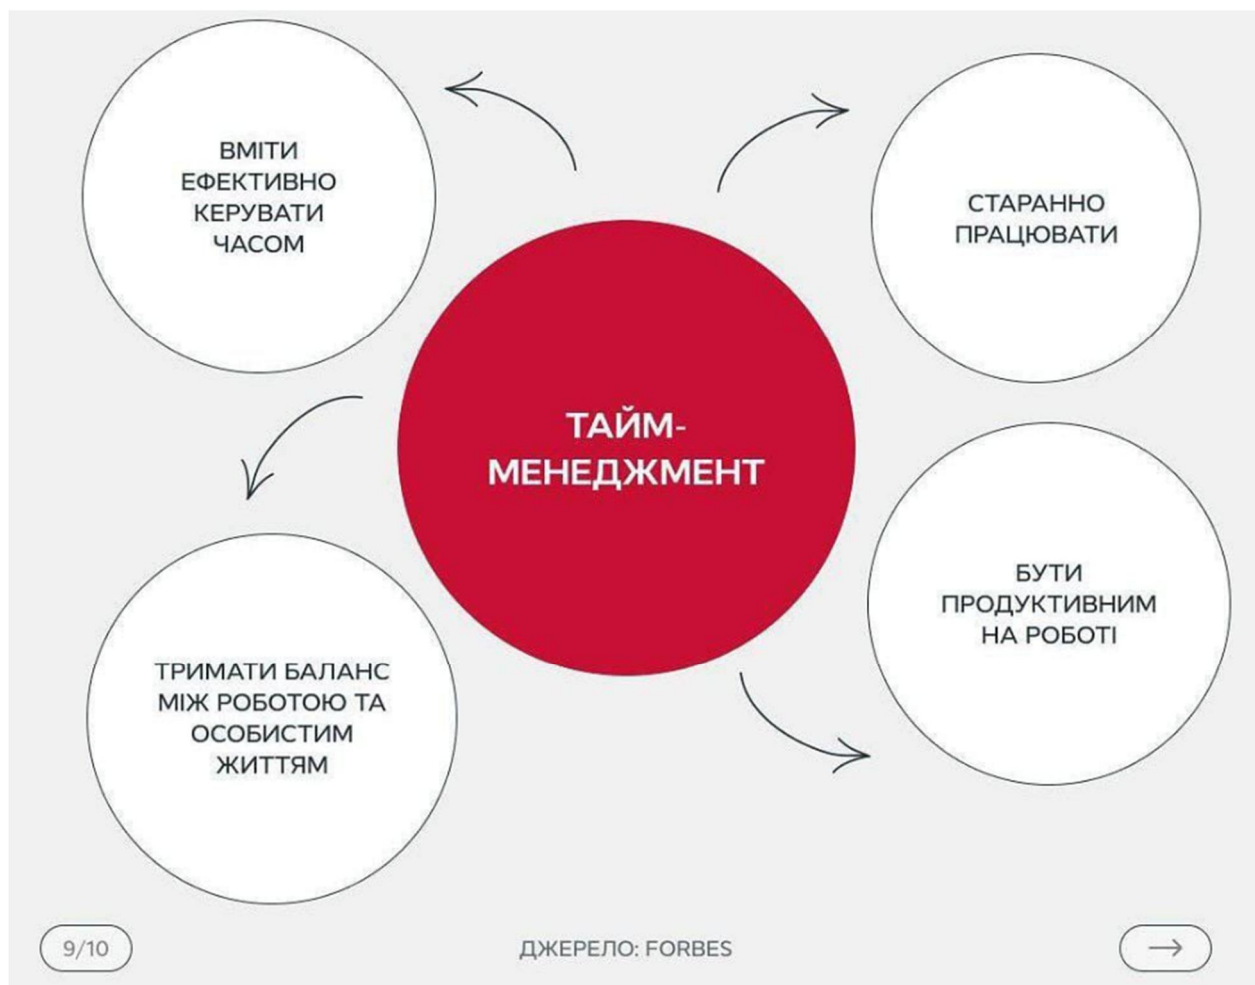 ВМІТИ
ЕФЕКТИВНО
КЕРУВАТИ
ЧАСОМ
СТАРАННО
ПРАЦЮВАТИ
ТАЙМ-
МЕНЕДЖМЕНТ
БУТИ
ПРОДУКТИВНИМ
НА РОБОТІ
ТРИМАТИ БАЛАНС
МІЖ РОБОТОЮ ТА
ОСОБИСТИМ
ЖИТТЯМ
9/10
ДЖЕРЕЛО: FORBES